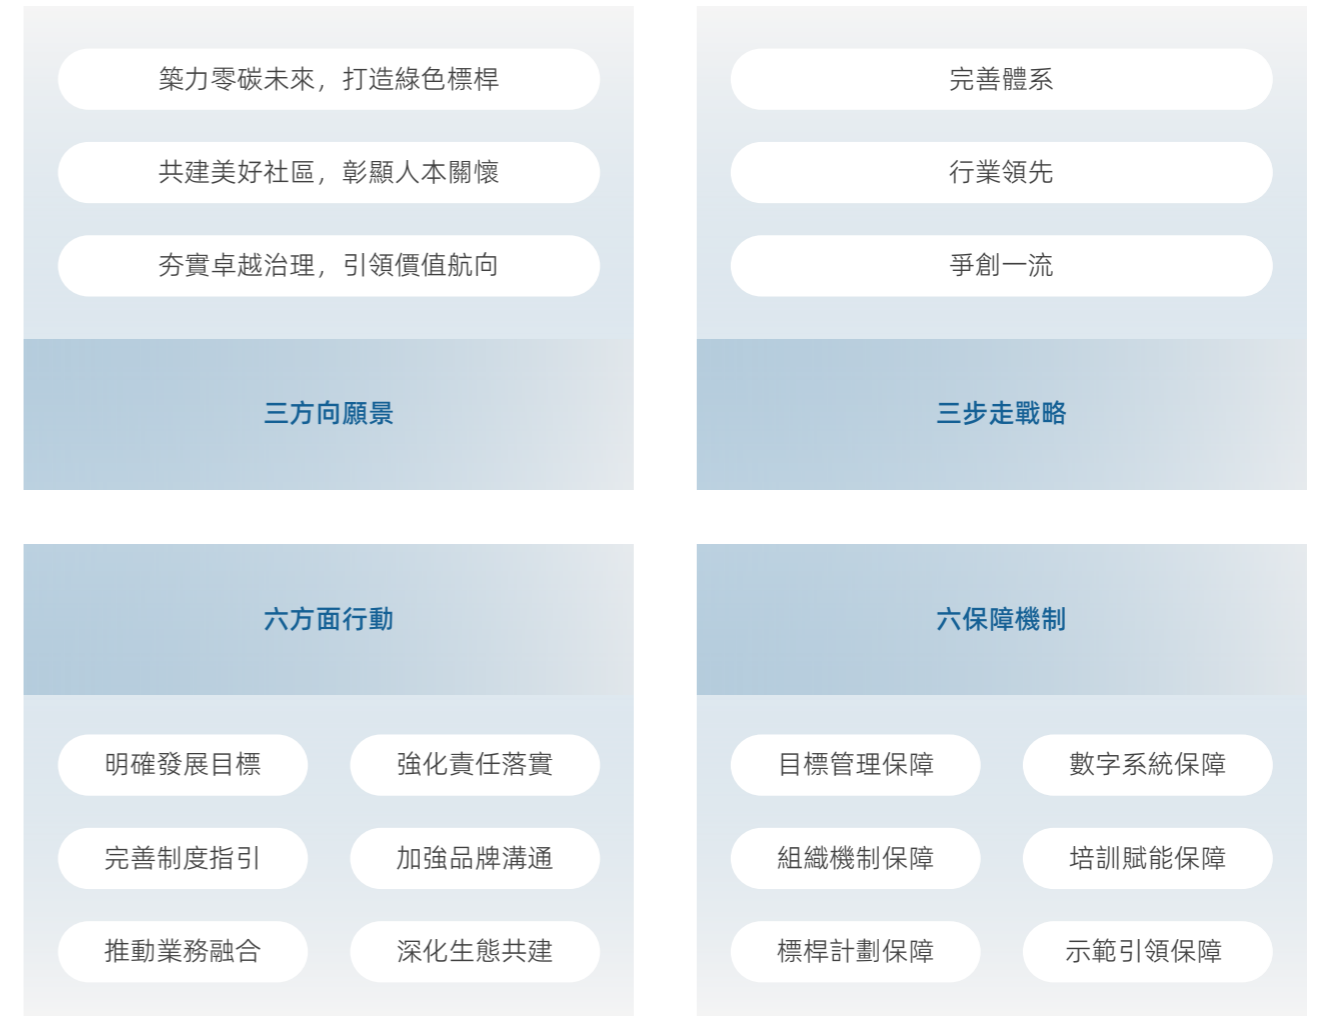 築力零碳未來，打造綠色標桿
共建美好社區，彰顯人本關懷
夯實卓越治理，引領價值航向
三方向願景
完善體系
行業領先
爭創一流
三步走戰略
六方面行動
明確發展目標
強化責任落實
完善制度指引
加強品牌溝通
推動業務融合
深化生態共建
六保障機制
目標管理保障
數字系統保障
組織機制保障
培訓賦能保障
標桿計劃保障
示範引領保障